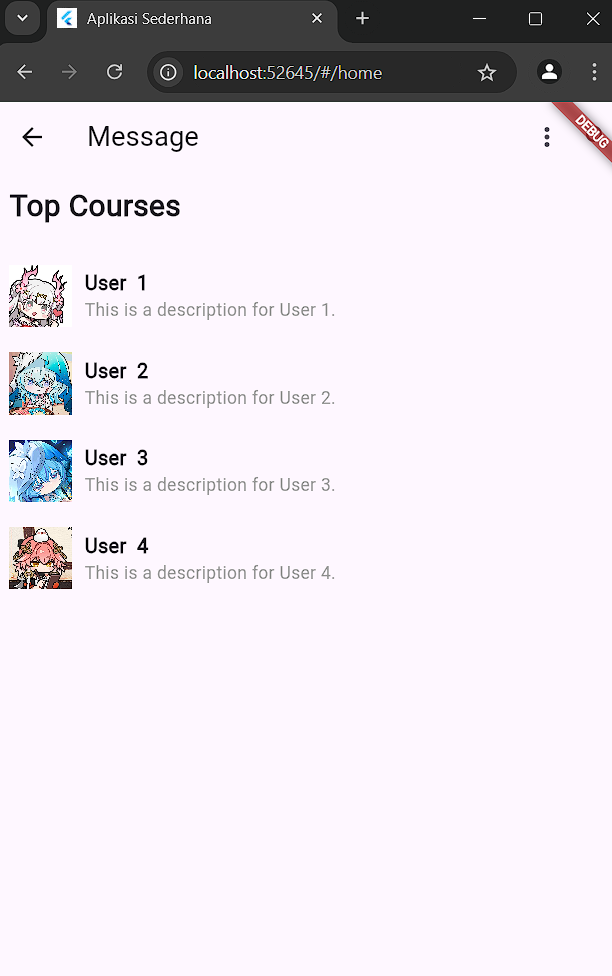 Aplikasi Sederhana
localhost:52645/#/home
Message
DEBUG
Top Courses
User 1
This is a description for User 1.
User 2
This is a description for User 2.
User 3
This is a description for User 3.
User 4
This is a description for User 4.